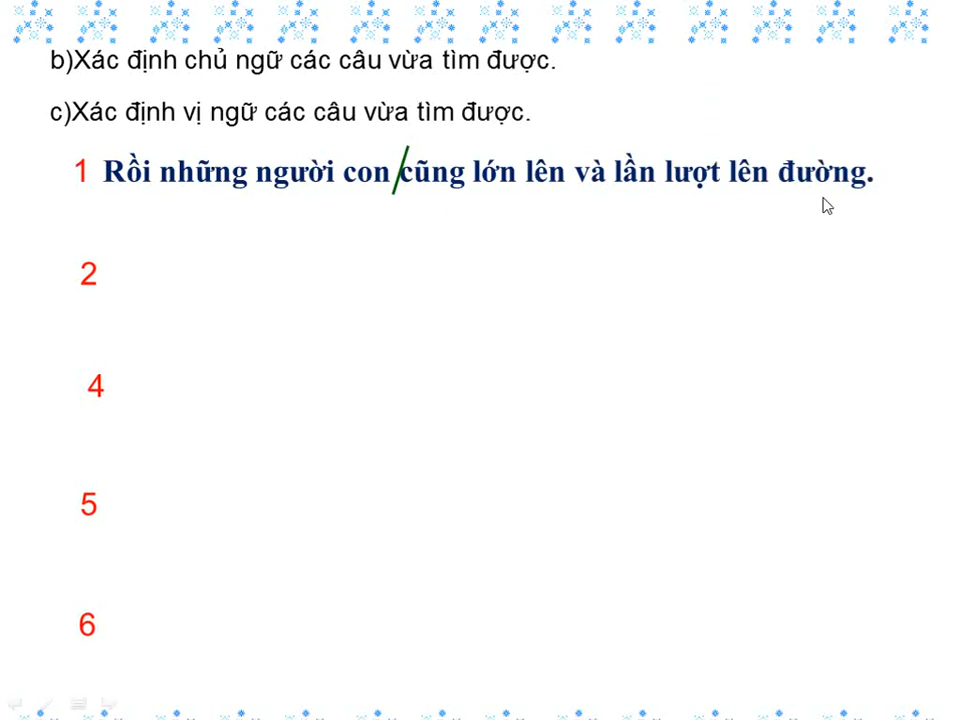 b)Xác định chủ ngữ các câu vừa tìm được.
c)Xác định vị ngữ các câu vừa tìm được.
1 Rồi những người con/cũng lớn lên và lần lượt lên đường.
2
4
5
6